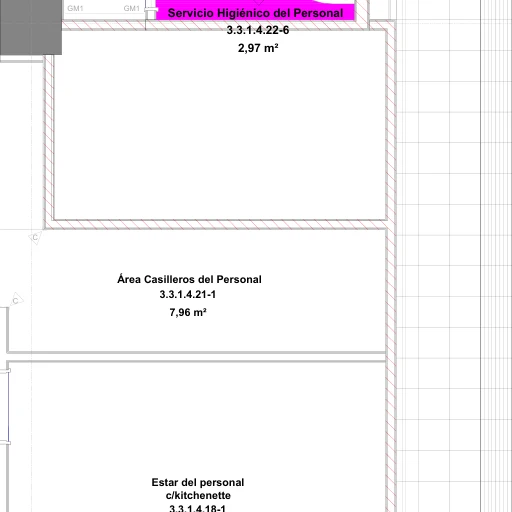 GM1 GM1
Servicio Higiénico del Personal
3.3.1.4.22-6
2,97 m²
C
Área Casilleros del Personal
3.3.1.4.21-1
C
7,96 m²
Estar del personal
c/kitchenette
3.3.1.4.18-1